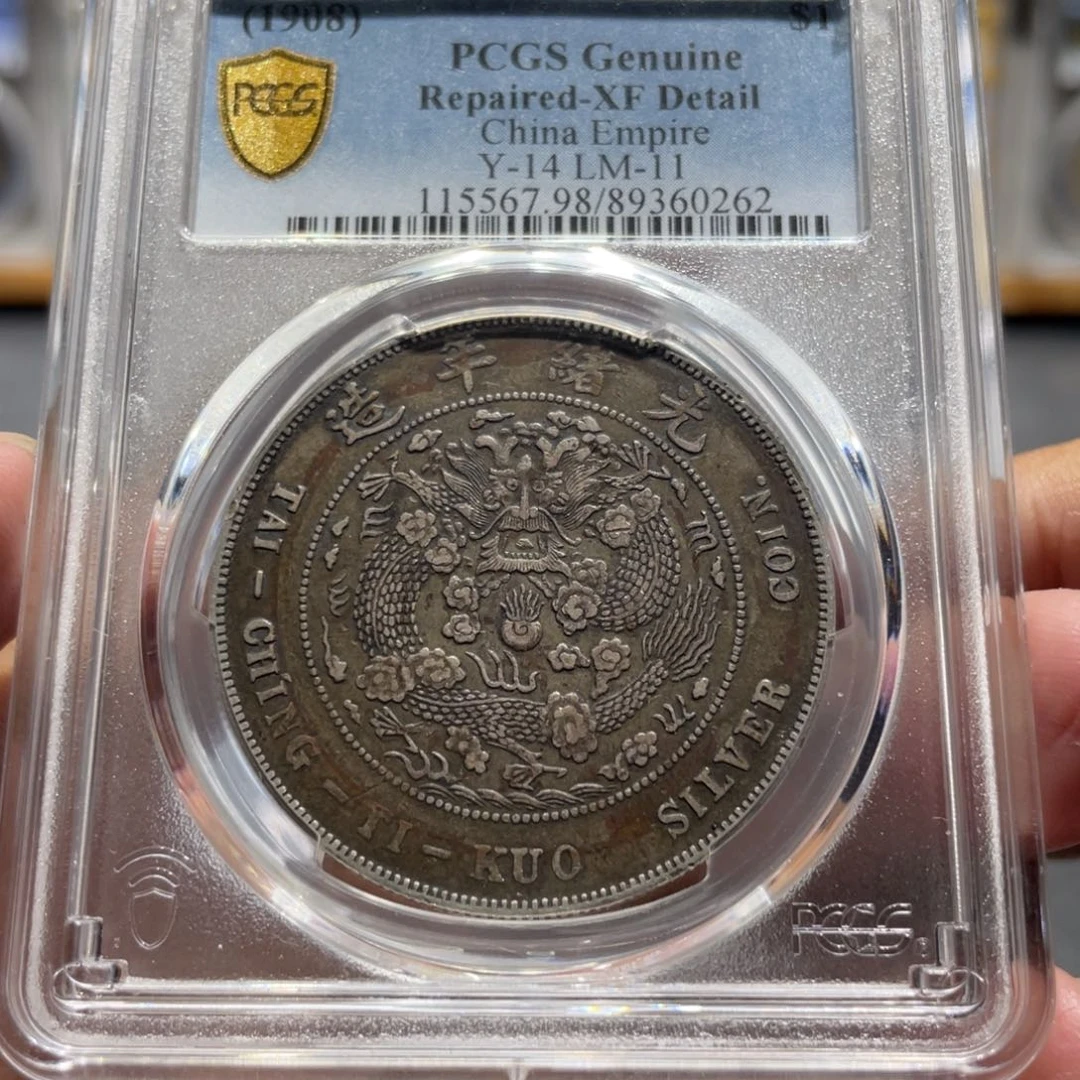 (1908) $1
PCGS Genuine
Repaired-XF Detail
China Empire
Y-14 LM-11
115567.98/89360262
PCGS
造年緒光
TAI-CHING-TI-KUO SILVER COIN.
PCGS